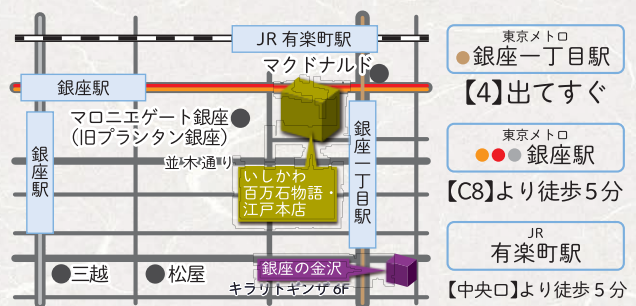 JR 有楽町駅
マクドナルド
銀座駅
マロニエゲート銀座
(旧プランタン銀座)
並木通り
銀座駅
銀座一丁目駅
いしかわ
百万石物語・
江戸本店
三越
松屋
銀座の金沢
キラリトギンザ 6F
東京メトロ
銀座一丁目駅
【4】出てすぐ
東京メトロ
銀座駅
【C8】より徒歩5分
JR
有楽町駅
【中央口】より徒歩5分